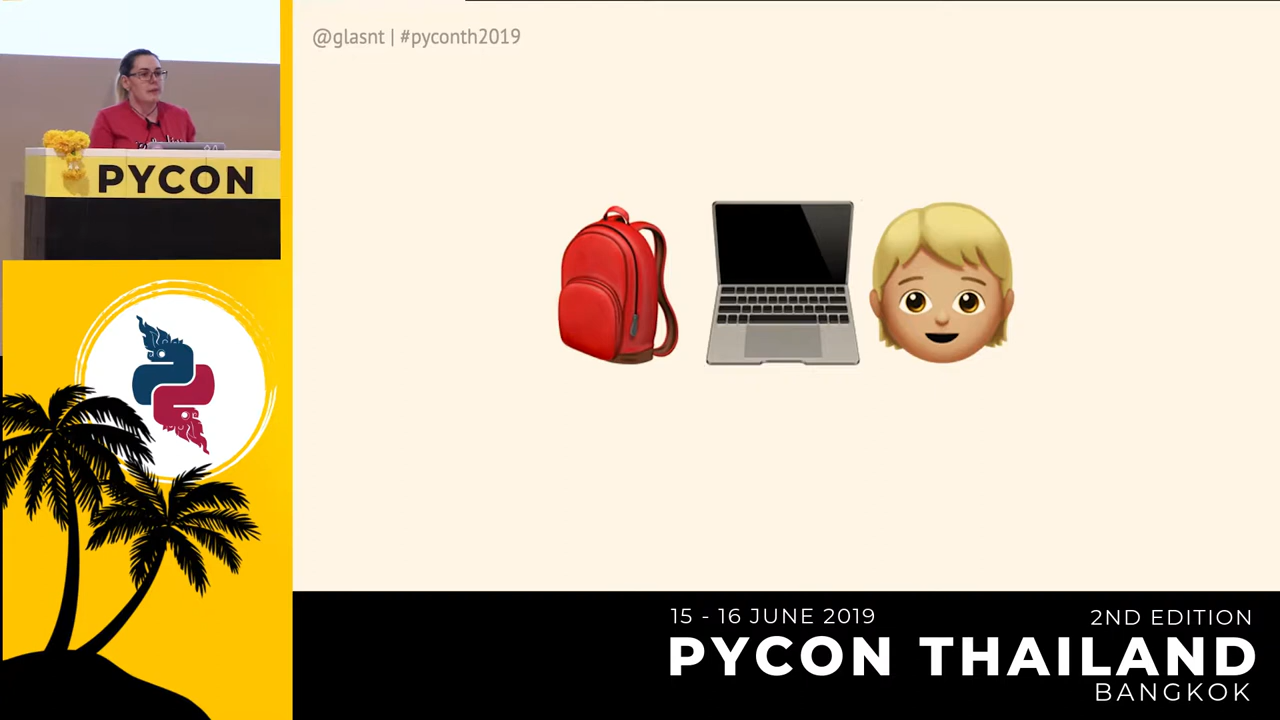 @glasnt | #pyconth2019
PYCON
15 - 16 JUNE 2019
2ND EDITION
PYCON THAILAND
BANGKOK